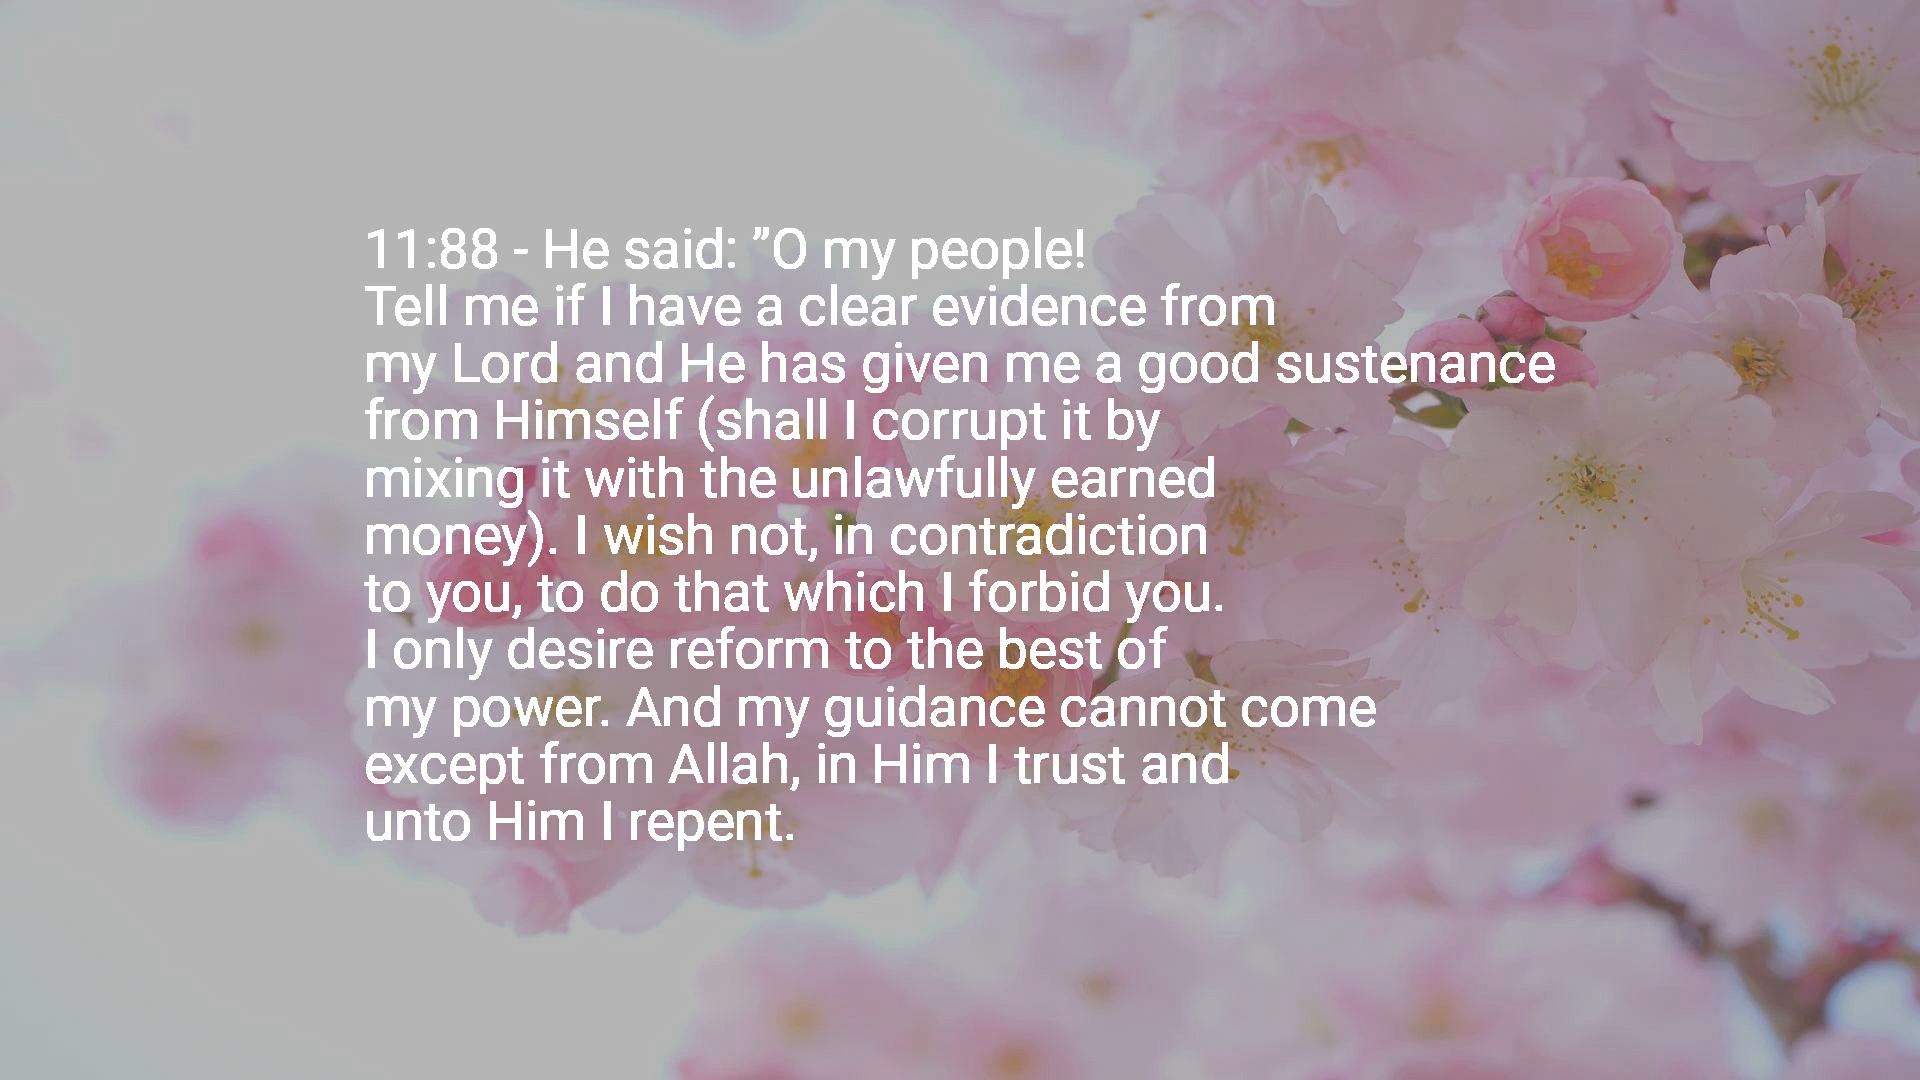 11:88 - He said: ”O my people!
Tell me if I have a clear evidence from
my Lord and He has given me a good sustenance
from Himself (shall I corrupt it by
mixing it with the unlawfully earned
money). I wish not, in contradiction
to you, to do that which I forbid you.
I only desire reform to the best of
my power. And my guidance cannot come
except from Allah, in Him I trust and
unto Him I repent.